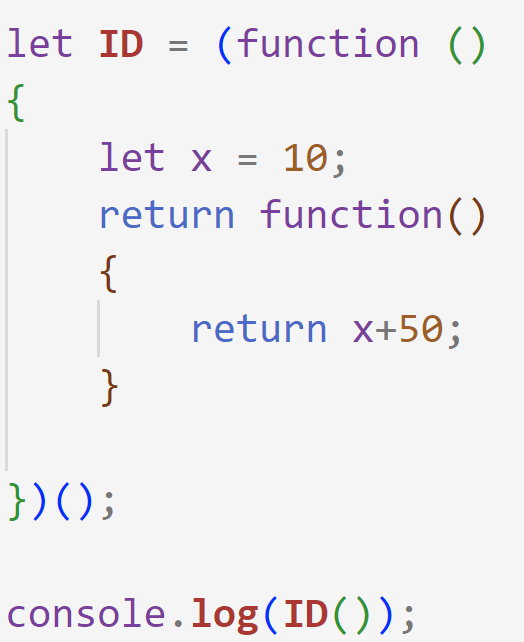 let ID = (function ()
{
    let x = 10;
    return function()
    {
        return x+50;
    }
})();
console.log(ID());